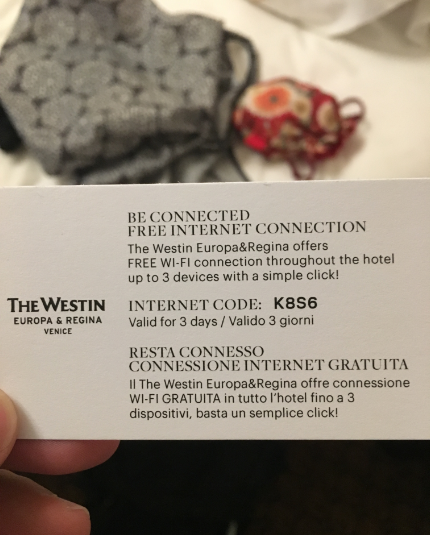 BE CONNECTED
FREE INTERNET CONNECTION
The Westin Europa&Regina offers
FREE WI-FI connection throughout the hotel
up to 3 devices with a simple click!
THE WESTIN
EUROPA & REGINA
VENICE
INTERNET CODE: K8S6
Valid for 3 days / Valido 3 giorni
RESTA CONNESSO
CONNESSIONE INTERNET GRATUITA
Il The Westin Europa&Regina offre connessione
WI-FI GRATUITA in tutto l'hotel fino a 3
dispositivi, basta un semplice click!